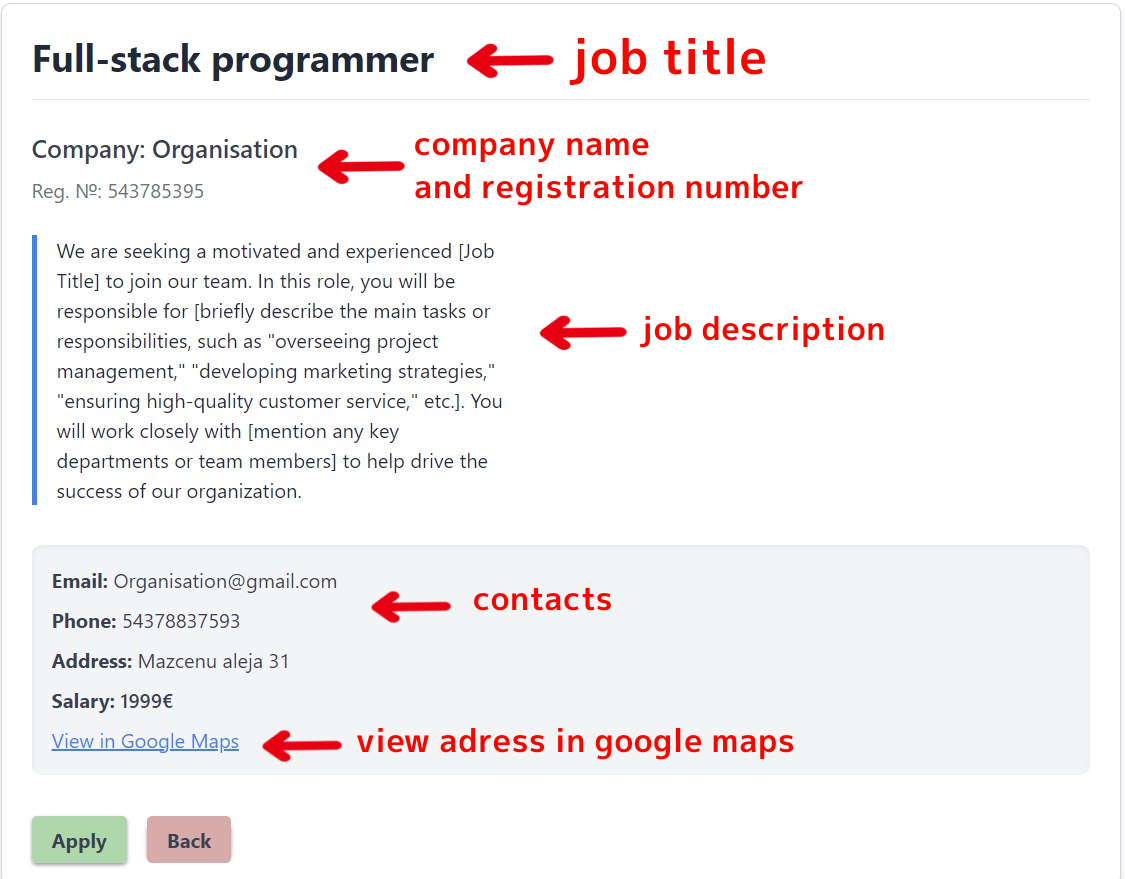 Full-stack programmer
job title
Company: Organisation
Reg. №: 543785395
company name
and registration number
We are seeking a motivated and experienced [Job
Title] to join our team. In this role, you will be
responsible for [briefly describe the main tasks or
responsibilities, such as "overseeing project
management," "developing marketing strategies,"
"ensuring high-quality customer service," etc.]. You
will work closely with [mention any key
departments or team members] to help drive the
success of our organization.
job description
Email: Organisation@gmail.com
Phone: 54378837593
contacts
Address: Mazcenu aleja 31
Salary: 1999€
View in Google Maps
view adress in google maps
Apply
Back